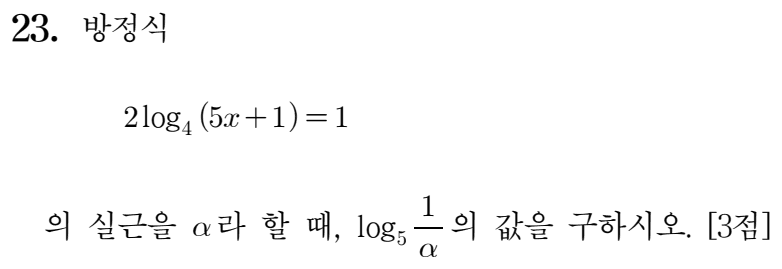 23. 방정식
2log₄(5x+1)=1
의 실근을 α라 할 때, log₅ 1/α 의 값을 구하시오. [3점]